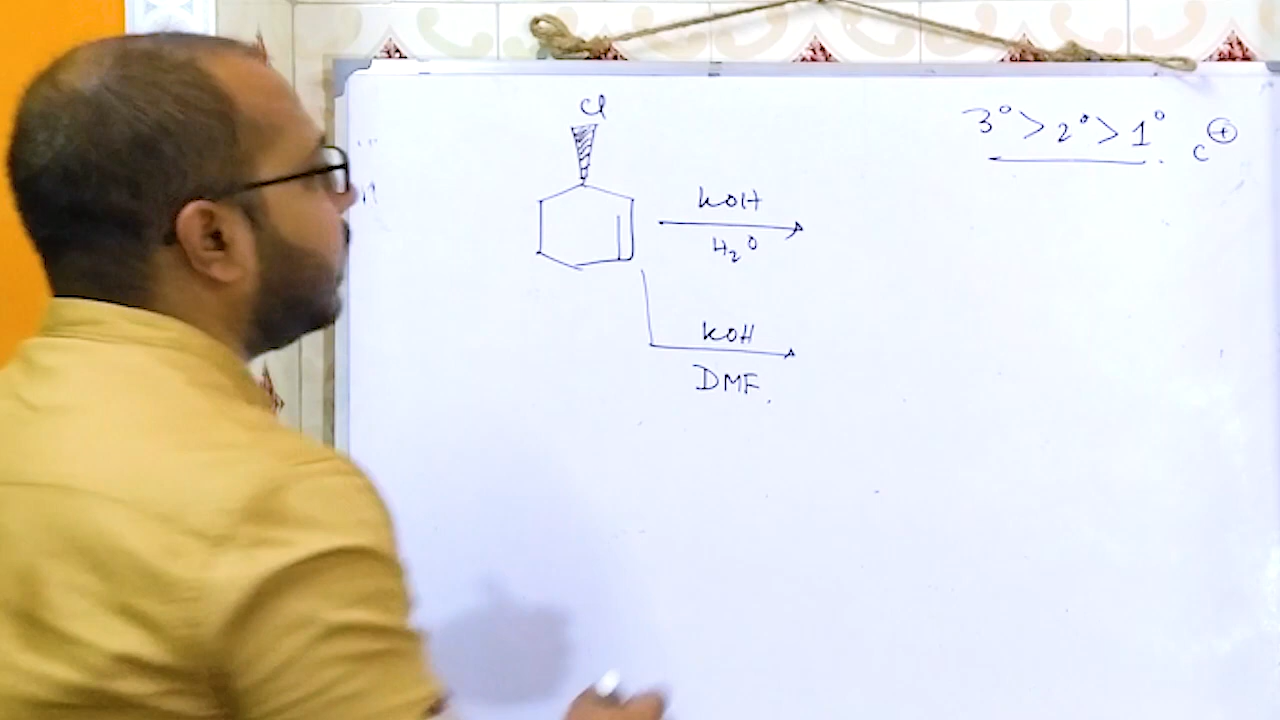 Cl
3° > 2° > 1° . C⊕
KOH
H₂O
KOH
DMF.